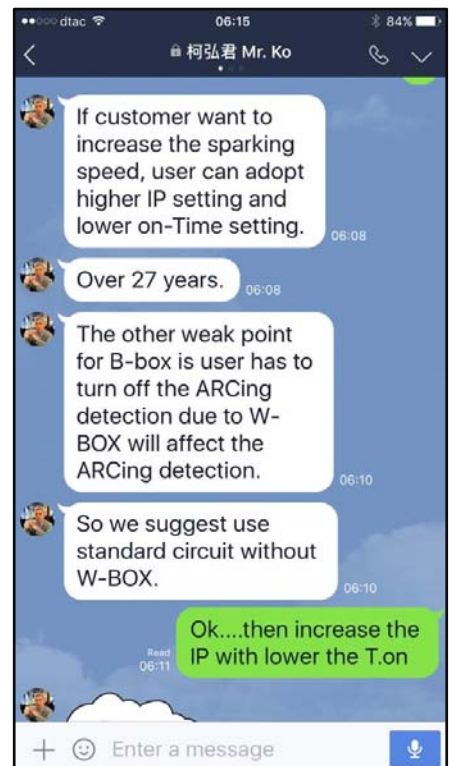 dtac 06:15 84%
柯弘君 Mr. Ko
If customer want to
increase the sparking
speed, user can adopt
higher IP setting and
lower on-Time setting.
06:08
Over 27 years.
06:08
The other weak point
for B-box is user has to
turn off the ARCing
detection due to W-
BOX will affect the
ARCing detection.
06:10
So we suggest use
standard circuit without
W-BOX.
06:10
Ok....then increase the
IP with lower the T.on
Read
06:11
Enter a message